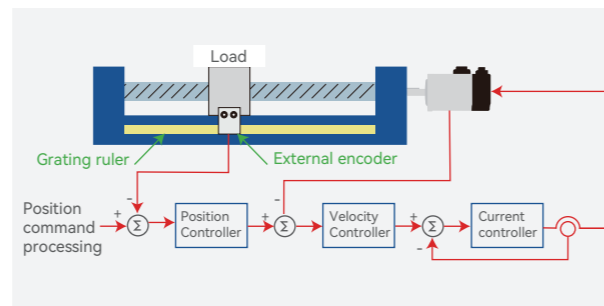 Load
Grating ruler
External encoder
-
-
Position
command
processing
+
Σ
Position
Controller
+
Σ
Velocity
Controller
+
Σ
-
Current
controller